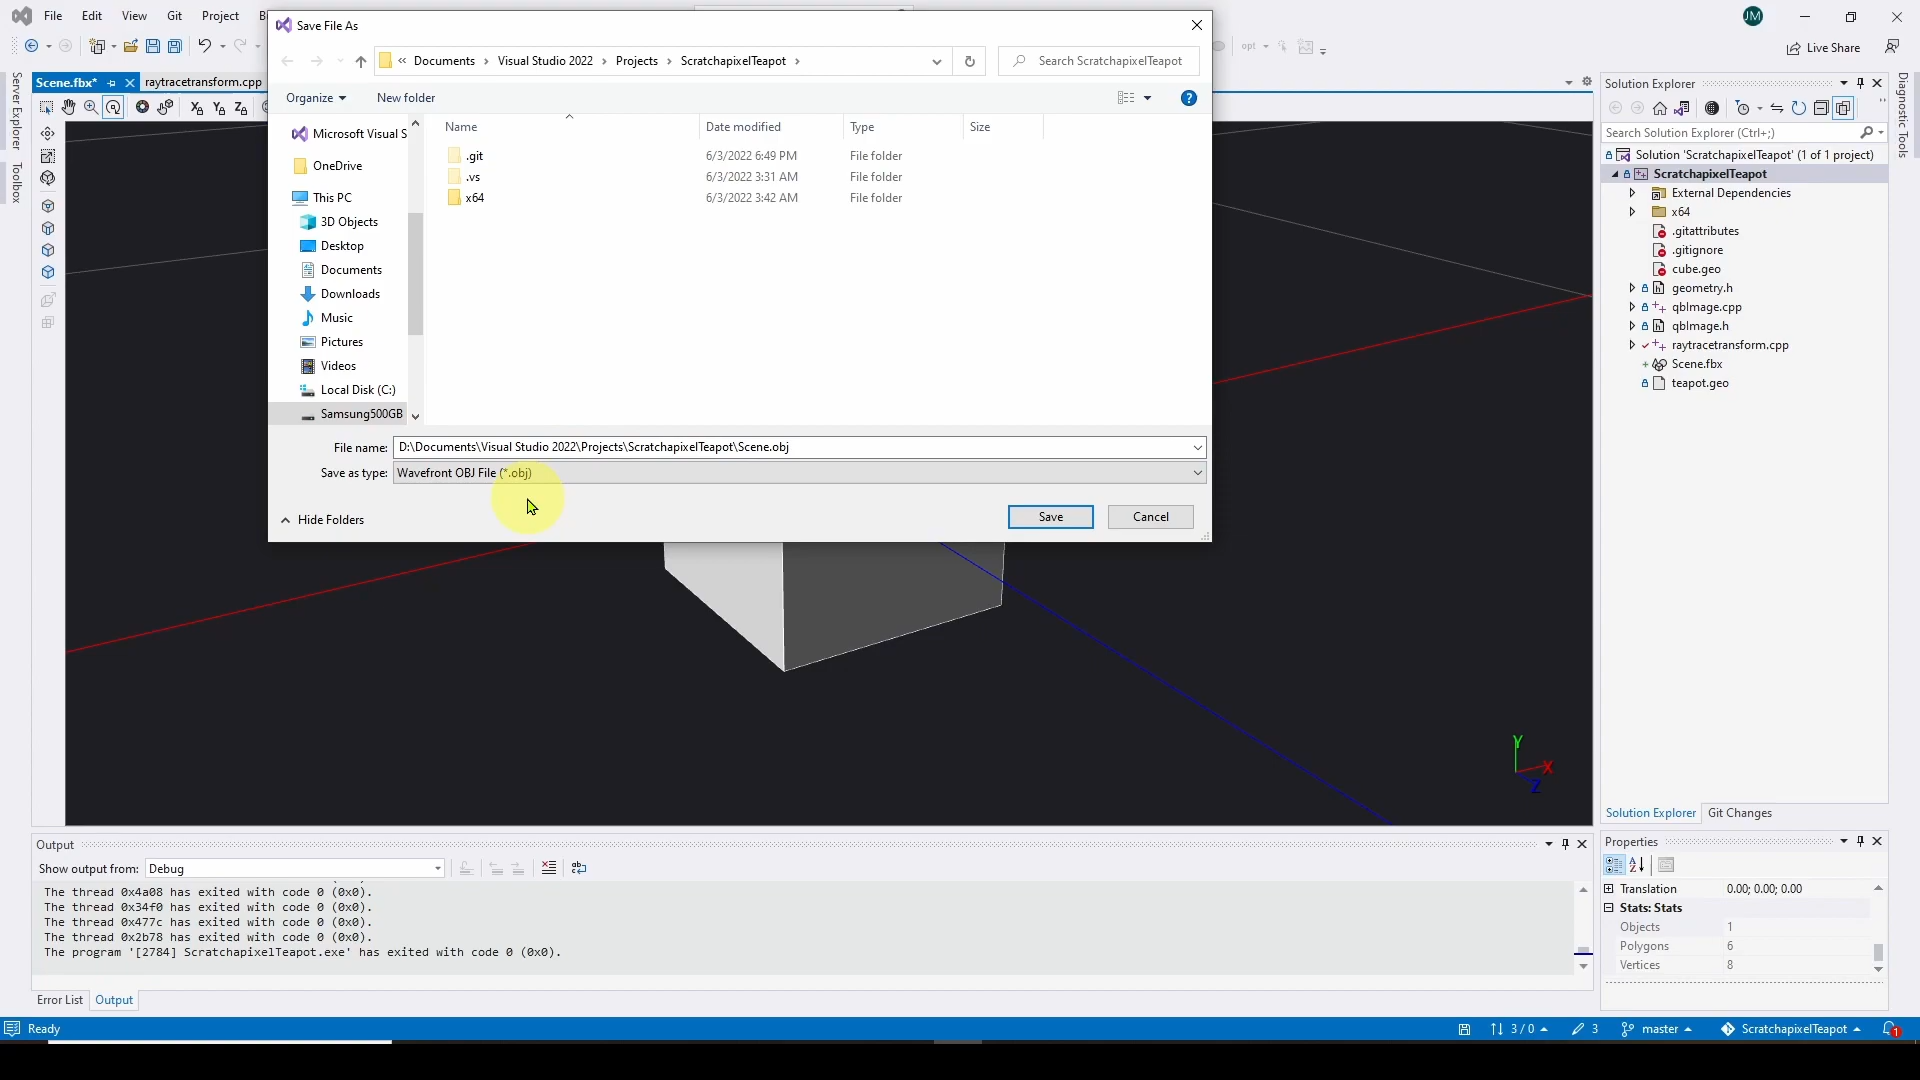 File Edit View Git Project
Save File As
JM
opt
Live Share
Documents Visual Studio 2022 Projects ScratchapixelTeapot
Search ScratchapixelTeapot
Scene.fbx* raytracetransform.cpp
Organize New folder
Name Date modified Type Size
.git 6/3/2022 6:49 PM File folder
.vs 6/3/2022 3:31 AM File folder
x64 6/3/2022 3:42 AM File folder
Microsoft Visual S
OneDrive
This PC
3D Objects
Desktop
Documents
Downloads
Music
Pictures
Videos
Local Disk (C:)
Samsung500GB
File name: D:\Documents\Visual Studio 2022\Projects\ScratchapixelTeapot\Scene.obj
Save as type: Wavefront OBJ File (*.obj)
Hide Folders
Save Cancel
Server Explorer
Toolbox
Diagnostic Tools
Solution Explorer
Search Solution Explorer (Ctrl+;)
Solution 'ScratchapixelTeapot' (1 of 1 project)
ScratchapixelTeapot
External Dependencies
x64
.gitattributes
.gitignore
cube.geo
geometry.h
qbImage.cpp
qbImage.h
raytracetransform.cpp
Scene.fbx
teapot.geo
Y
X
Z
Solution Explorer Git Changes
Output
Show output from: Debug
The thread 0x4a08 has exited with code 0 (0x0).
The thread 0x34f0 has exited with code 0 (0x0).
The thread 0x477c has exited with code 0 (0x0).
The thread 0x2b78 has exited with code 0 (0x0).
The program '[2784] ScratchapixelTeapot.exe' has exited with code 0 (0x0).
Properties
Translation 0.00; 0.00; 0.00
Stats: Stats
Objects 1
Polygons 6
Vertices 8
Error List Output
Ready
3 / 0 3 master ScratchapixelTeapot 1